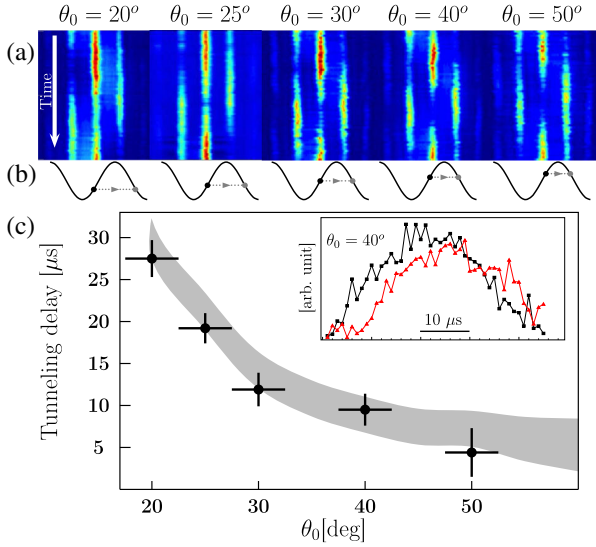 θ₀ = 20ᵒ θ₀ = 25ᵒ θ₀ = 30ᵒ θ₀ = 40ᵒ θ₀ = 50ᵒ
(a)
Time
(b)
(c)
Tunneling delay [μs]
30
25
20
15
10
5
θ₀ = 40ᵒ
[arb. unit]
10 μs
20 30 40 50
θ₀[deg]